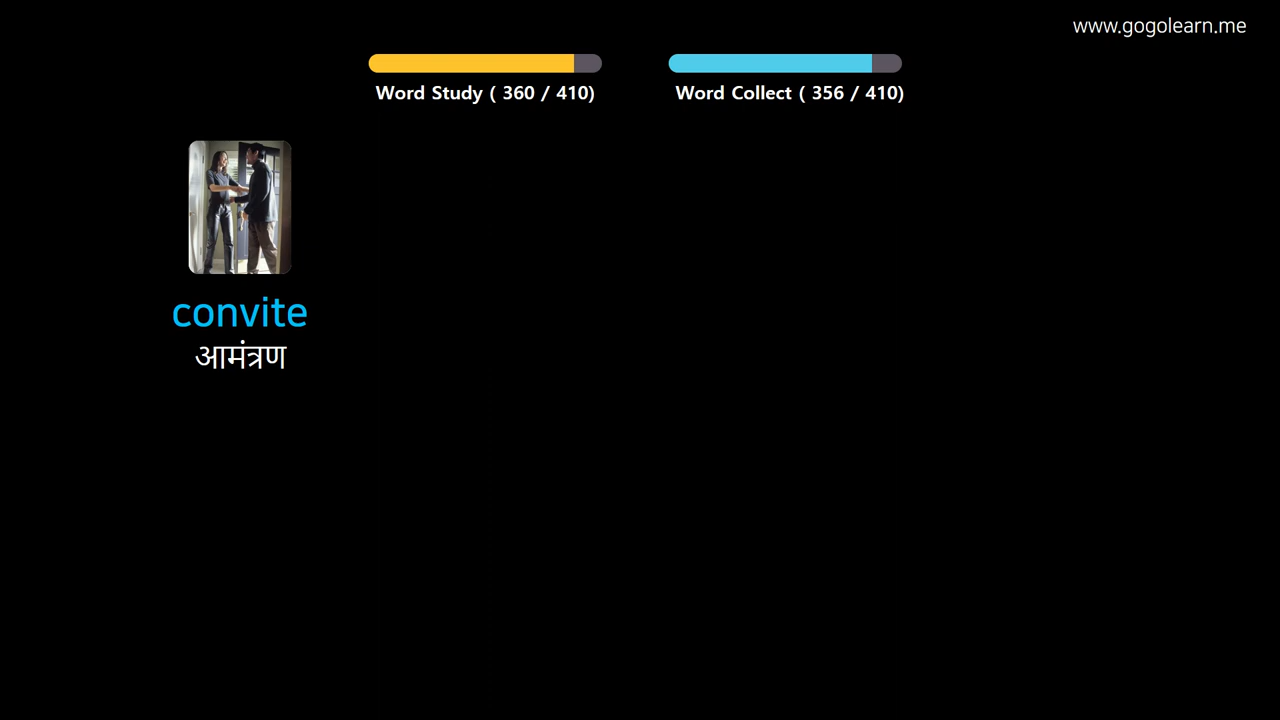 www.gogolearn.me
Word Study ( 360 / 410)
Word Collect ( 356 / 410)
convite
आमंत्रण